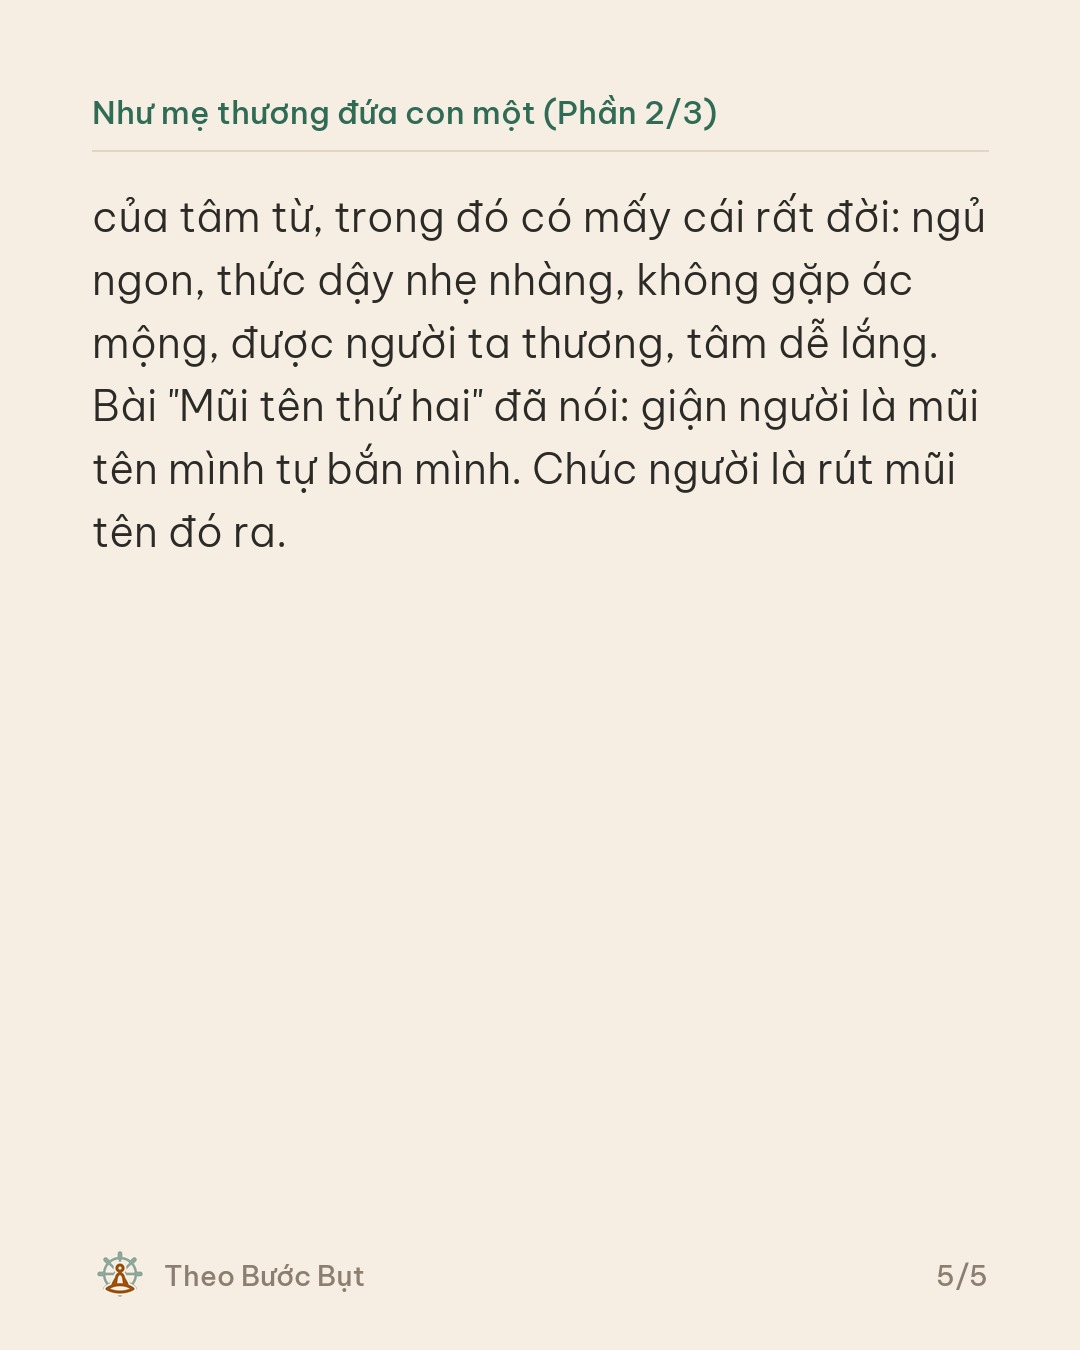 Như mẹ thương đứa con một (Phần 2/3)
của tâm từ, trong đó có mấy cái rất đời: ngủ
ngon, thức dậy nhẹ nhàng, không gặp ác
mộng, được người ta thương, tâm dễ lắng.
Bài "Mũi tên thứ hai" đã nói: giận người là mũi
tên mình tự bắn mình. Chúc người là rút mũi
tên đó ra.
Theo Bước Bụt
5/5